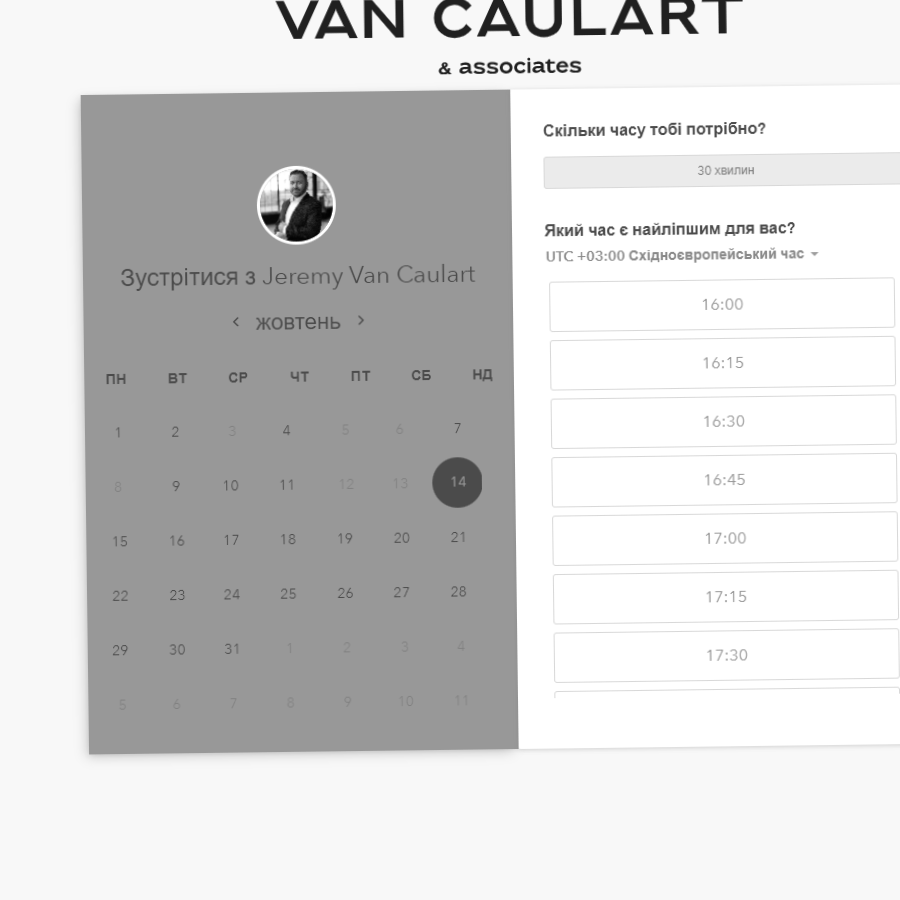 VAN CAULART
& associates
Зустрітися з Jeremy Van Caulart
жовтень
ПН ВТ СР ЧТ ПТ СБ НД
1 2 3 4 5 6 7
8 9 10 11 12 13 14
15 16 17 18 19 20 21
22 23 24 25 26 27 28
29 30 31 1 2 3 4
5 6 7 8 9 10 11
Скільки часу тобі потрібно?
30 хвилин
Який час є найліпшим для вас?
UTC +03:00 Східноєвропейський час
16:00
16:15
16:30
16:45
17:00
17:15
17:30